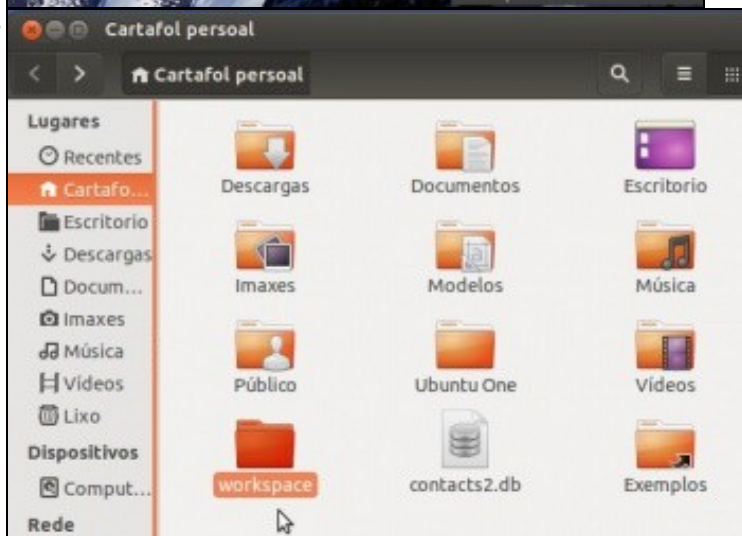 Cartafol persoal
Cartafol persoal
Lugares
Recentes
Cartafo...
Escritorio
Descargas
Docum...
Imaxes
Música
Vídeos
Lixo
Dispositivos
Comput...
Rede
Descargas
Documentos
Escritorio
Imaxes
Modelos
Música
Público
Ubuntu One
Vídeos
workspace
contacts2.db
Exemplos